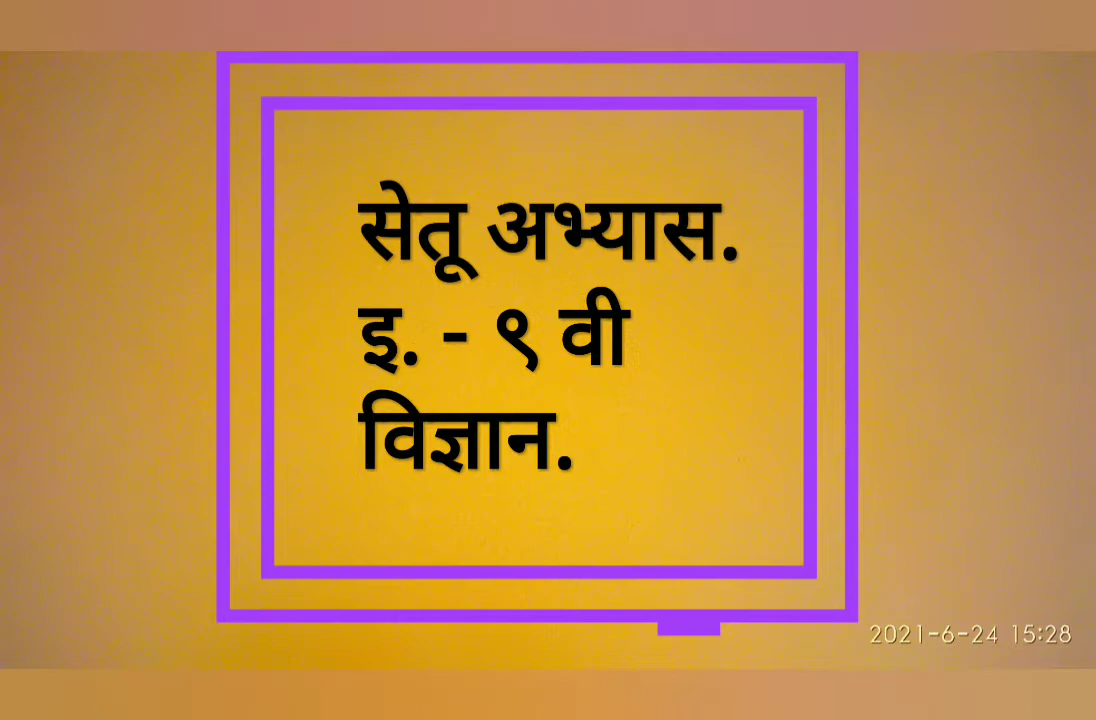 सेतू अभ्यास.
इ. - ९ वी
विज्ञान.
2021-6-24 15:28